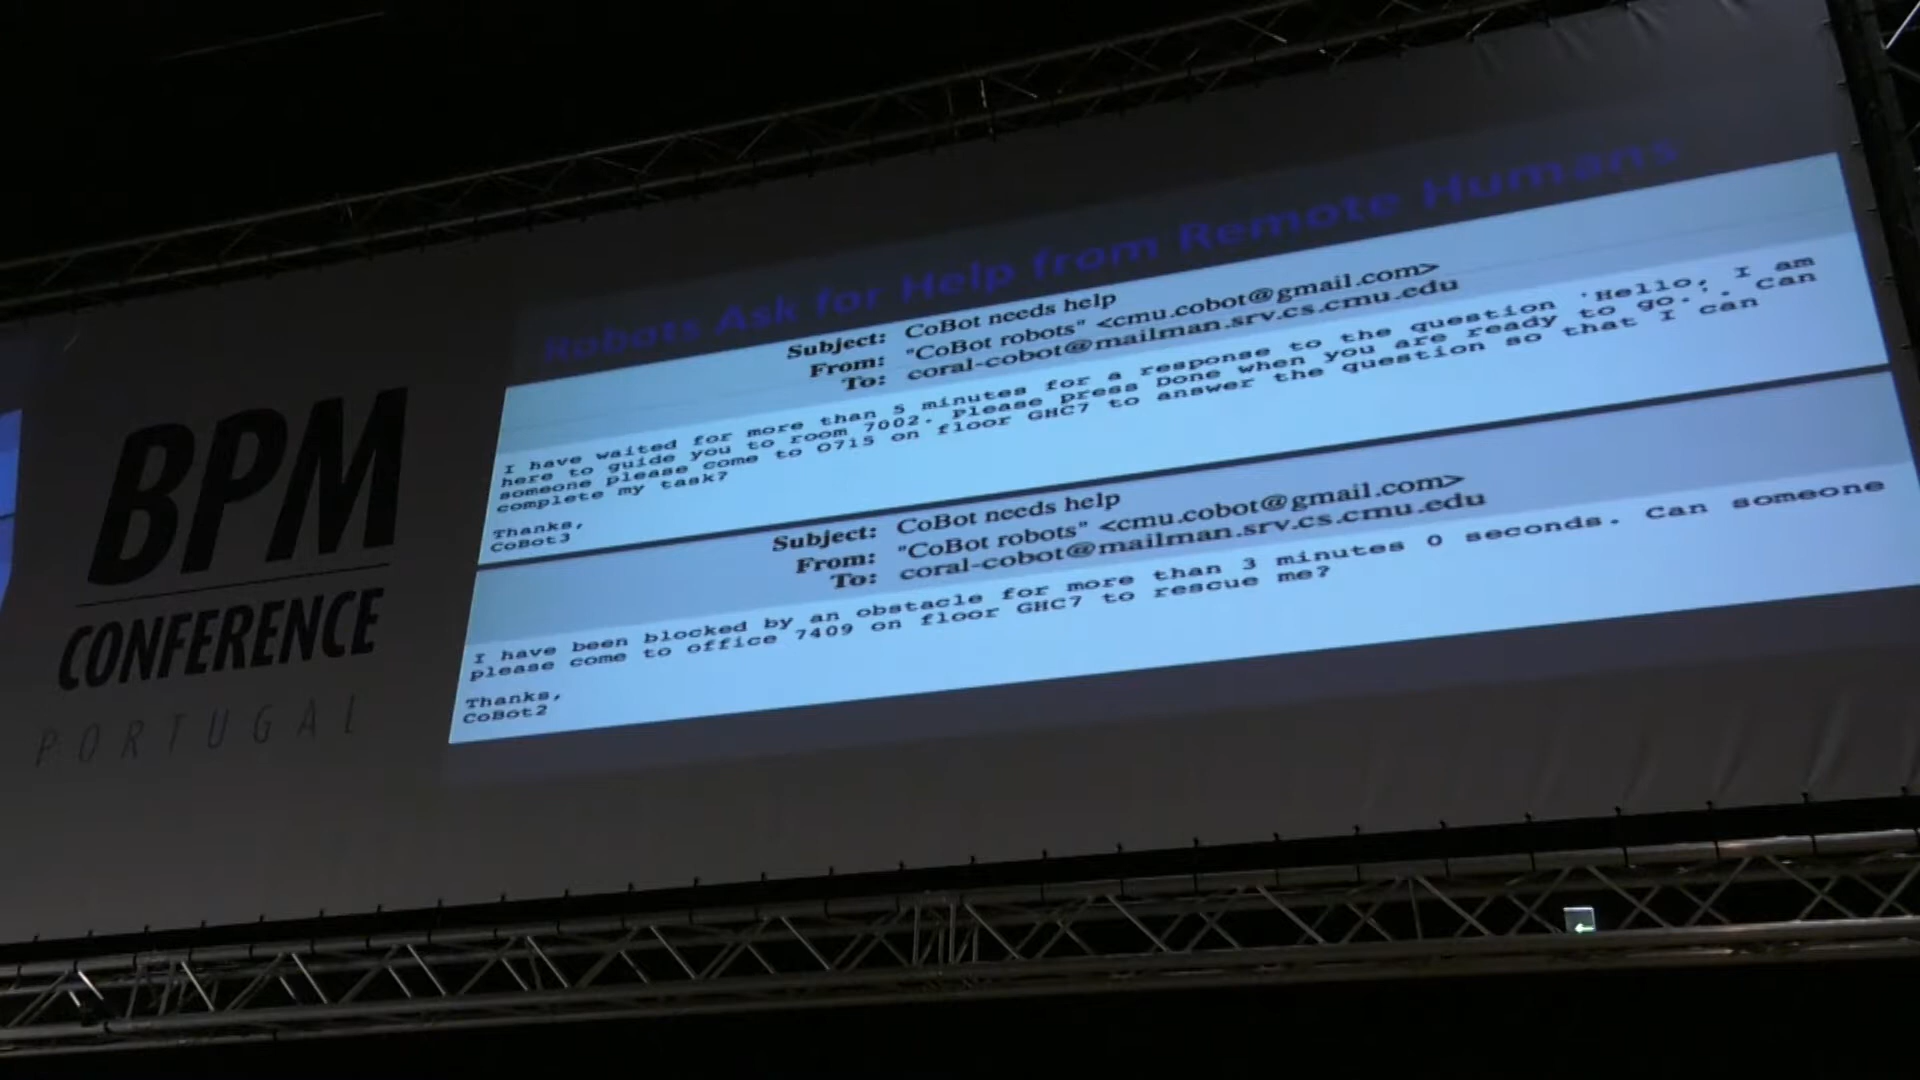 BPM
CONFERENCE
PORTUGAL
Robots Ask for Help from Remote Humans
Subject: CoBot needs help
From: "CoBot robots" <cmu.cobot@gmail.com>
To: coral-cobot@mailman.srv.cs.cmu.edu
I have waited for more than 5 minutes for a response to the question 'Hello, I am
here to guide you to room 7002. Please press Done when you are ready to go.'. Can
someone please come to O715 on floor GHC7 to answer the question so that I can
complete my task?
Thanks,
CoBot3
Subject: CoBot needs help
From: "CoBot robots" <cmu.cobot@gmail.com>
To: coral-cobot@mailman.srv.cs.cmu.edu
I have been blocked by an obstacle for more than 3 minutes 0 seconds. Can someone
please come to office 7409 on floor GHC7 to rescue me?
Thanks,
CoBot2